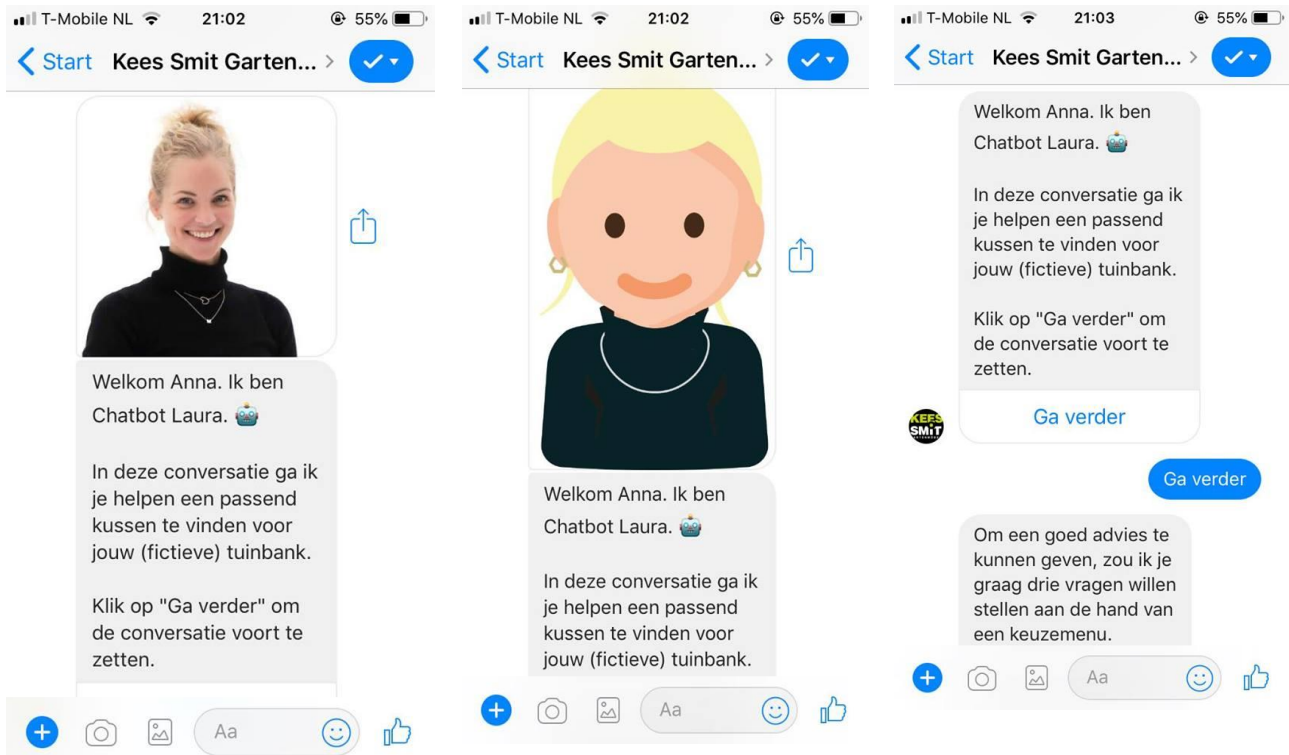 T-Mobile NL 21:02 55%
Start Kees Smit Garten...
Welkom Anna. Ik ben
Chatbot Laura.
In deze conversatie ga ik
je helpen een passend
kussen te vinden voor
jouw (fictieve) tuinbank.
Klik op "Ga verder" om
de conversatie voort te
zetten.
Aa
T-Mobile NL 21:02 55%
Start Kees Smit Garten...
Welkom Anna. Ik ben
Chatbot Laura.
In deze conversatie ga ik
je helpen een passend
kussen te vinden voor
jouw (fictieve) tuinbank.
Aa
T-Mobile NL 21:03 55%
Start Kees Smit Garten...
Welkom Anna. Ik ben
Chatbot Laura.
In deze conversatie ga ik
je helpen een passend
kussen te vinden voor
jouw (fictieve) tuinbank.
Klik op "Ga verder" om
de conversatie voort te
zetten.
Ga verder
KEES
SMiT
Ga verder
Om een goed advies te
kunnen geven, zou ik je
graag drie vragen willen
stellen aan de hand van
een keuzemenu.
Aa